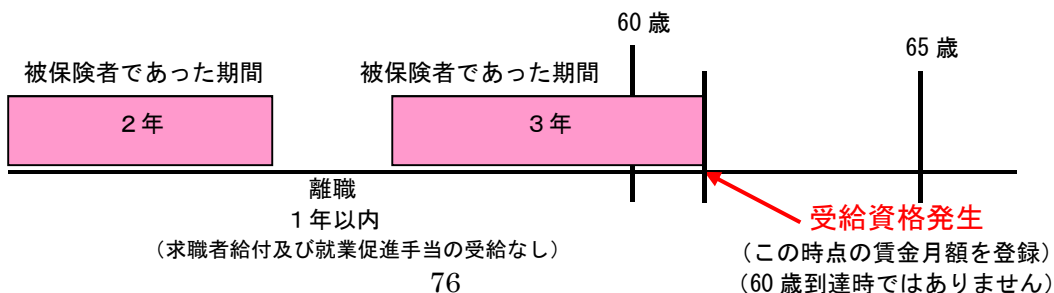 60 歳
65 歳
被保険者であった期間
被保険者であった期間
２年
３年
離職
１年以内
（求職者給付及び就業促進手当の受給なし）
受給資格発生
（この時点の賃金月額を登録）
（60 歳到達時ではありません）
76